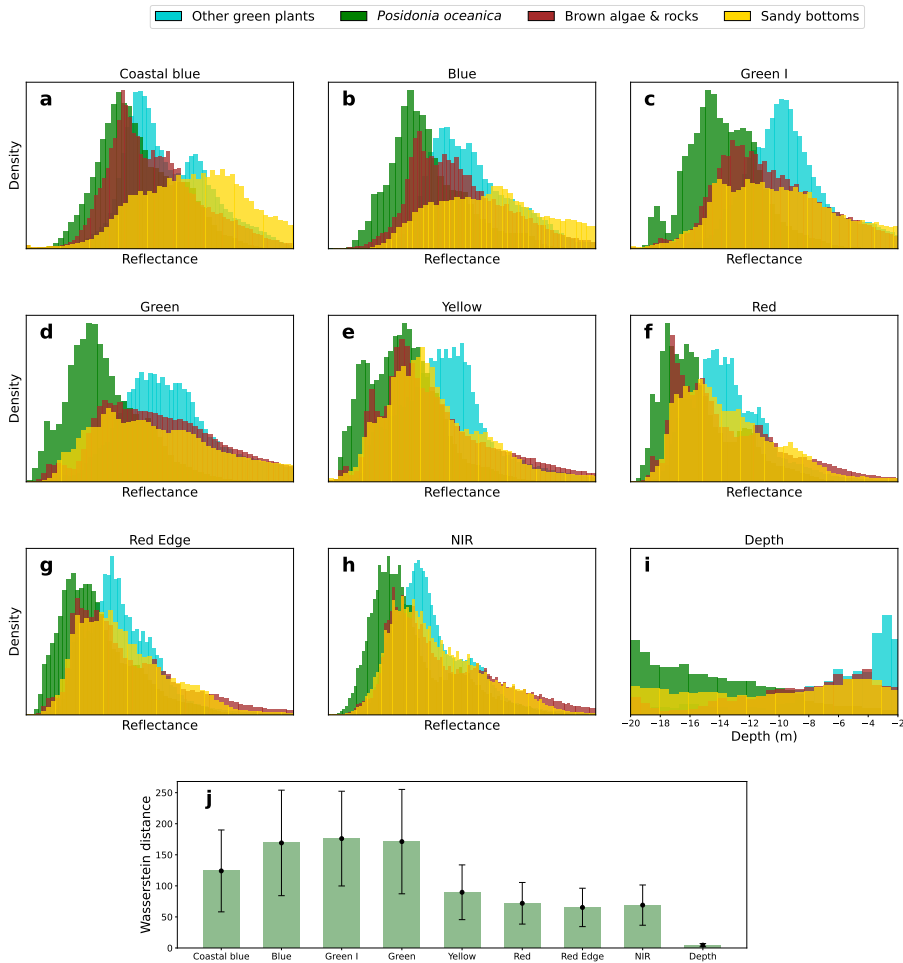 Other green plants Posidonia oceanica Brown algae & rocks Sandy bottoms
Coastal blue Blue Green I
a b c
Density
Reflectance Reflectance Reflectance
Green Yellow Red
d e f
Density
Reflectance Reflectance Reflectance
Red Edge NIR Depth
g h i
Density
−20 −18 −16 −14 −12 −10 −8 −6 −4 −2
Reflectance Reflectance Depth (m)
j
Wasserstein distance
250
200
150
100
50
0
Coastal blue Blue Green I Green Yellow Red Red Edge NIR Depth